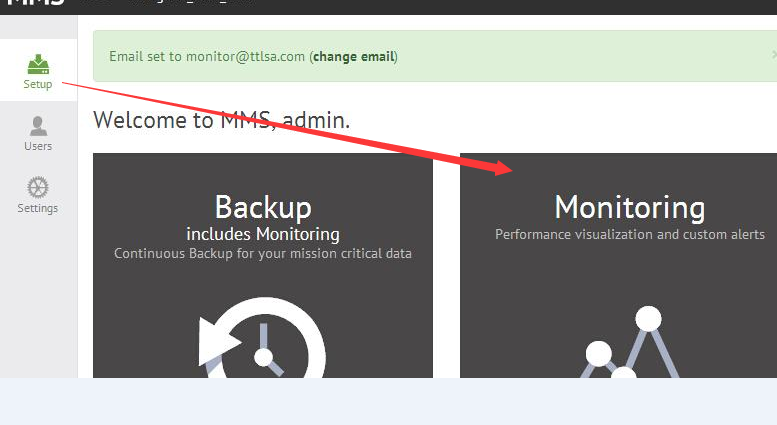 MMS
Setup
Users
Settings
Email set to monitor@ttlsa.com (change email)
×
Welcome to MMS, admin.
Backup
includes Monitoring
Continuous Backup for your mission critical data
Monitoring
Performance visualization and custom alerts